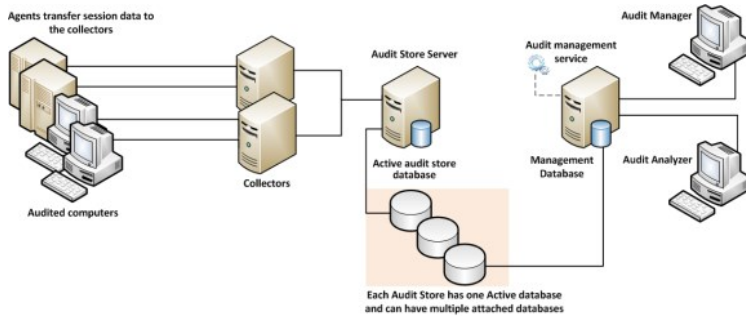 Agents transfer session data to
the collectors
Audited computers
Collectors
Audit Store Server
Active audit store
database
Each Audit Store has one Active database
and can have multiple attached databases
Audit management
service
Management
Database
Audit Manager
Audit Analyzer